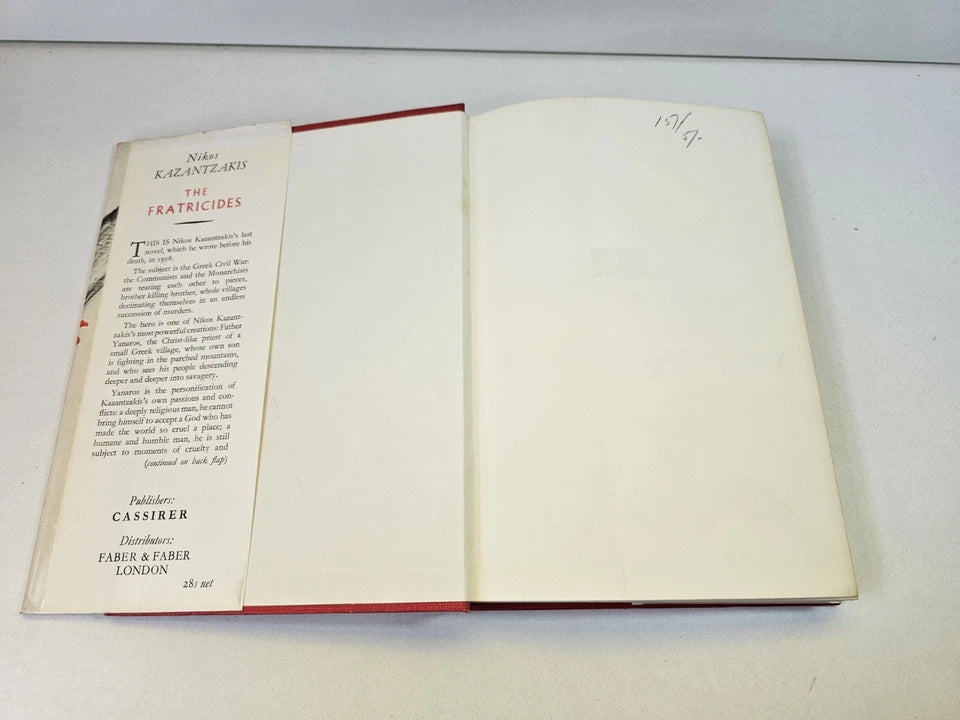 Nikos
KAZANTZAKIS
THE
FRATRICIDES
THIS IS Nikos Kazantzakis's last
novel, which he wrote before his
death, in 1958.
The subject is the Greek Civil War:
the Communists and the Monarchists
are tearing each other to pieces,
brother killing brother, whole villages
decimating themselves in an endless
succession of murders.
The hero is one of Nikos Kazant-
zakis's most powerful creations: Father
Yanaros, the Christ-like priest of a
small Greek village, whose own son
is fighting in the parched mountains,
and who sees his people descending
deeper and deeper into savagery.
Yanaros is the personification of
Kazantzakis's own passions and con-
flicts: a deeply religious man, he cannot
bring himself to accept a God who has
made the world so cruel a place; a
humane and humble man, he is still
subject to moments of cruelty and
(continued on back flap)
Publishers:
CASSIRER
Distributors:
FABER & FABER
LONDON
28s net